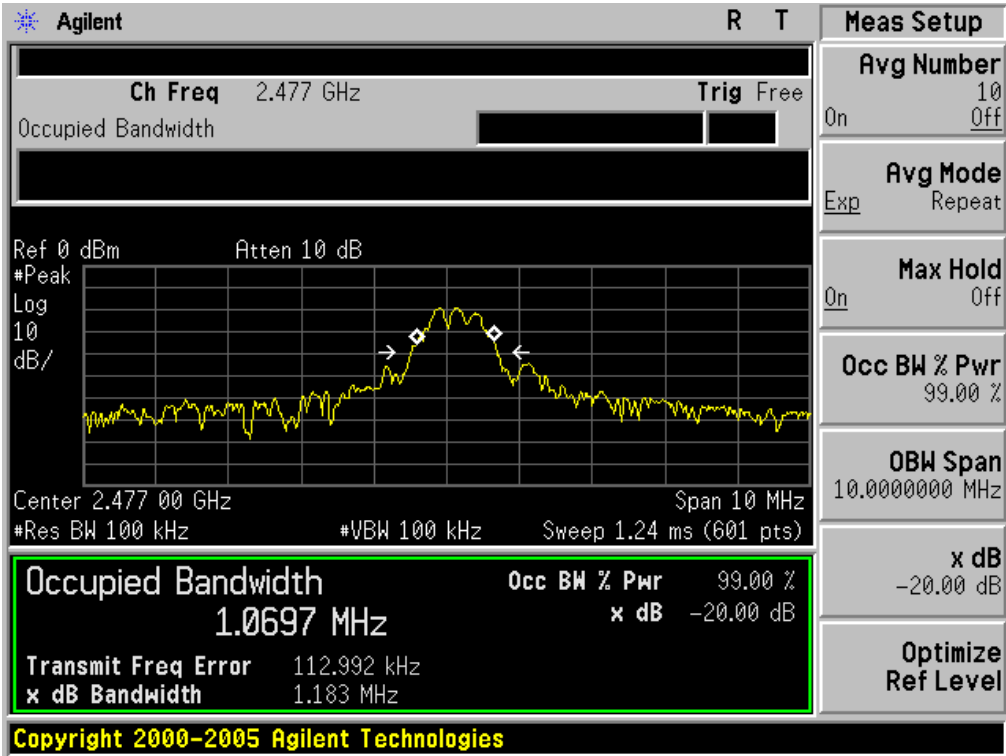 Agilent R T
Ch Freq 2.477 GHz Trig Free
Occupied Bandwidth
Ref 0 dBm Atten 10 dB
#Peak
Log
10
dB/
Center 2.477 00 GHz Span 10 MHz
#Res BW 100 kHz #VBW 100 kHz Sweep 1.24 ms (601 pts)
Occupied Bandwidth Occ BW % Pwr 99.00 %
1.0697 MHz x dB -20.00 dB
Transmit Freq Error 112.992 kHz
x dB Bandwidth 1.183 MHz
Copyright 2000-2005 Agilent Technologies
Meas Setup
Avg Number
10
On Off
Avg Mode
Exp Repeat
Max Hold
On Off
Occ BW % Pwr
99.00 %
OBW Span
10.0000000 MHz
x dB
-20.00 dB
Optimize
Ref Level